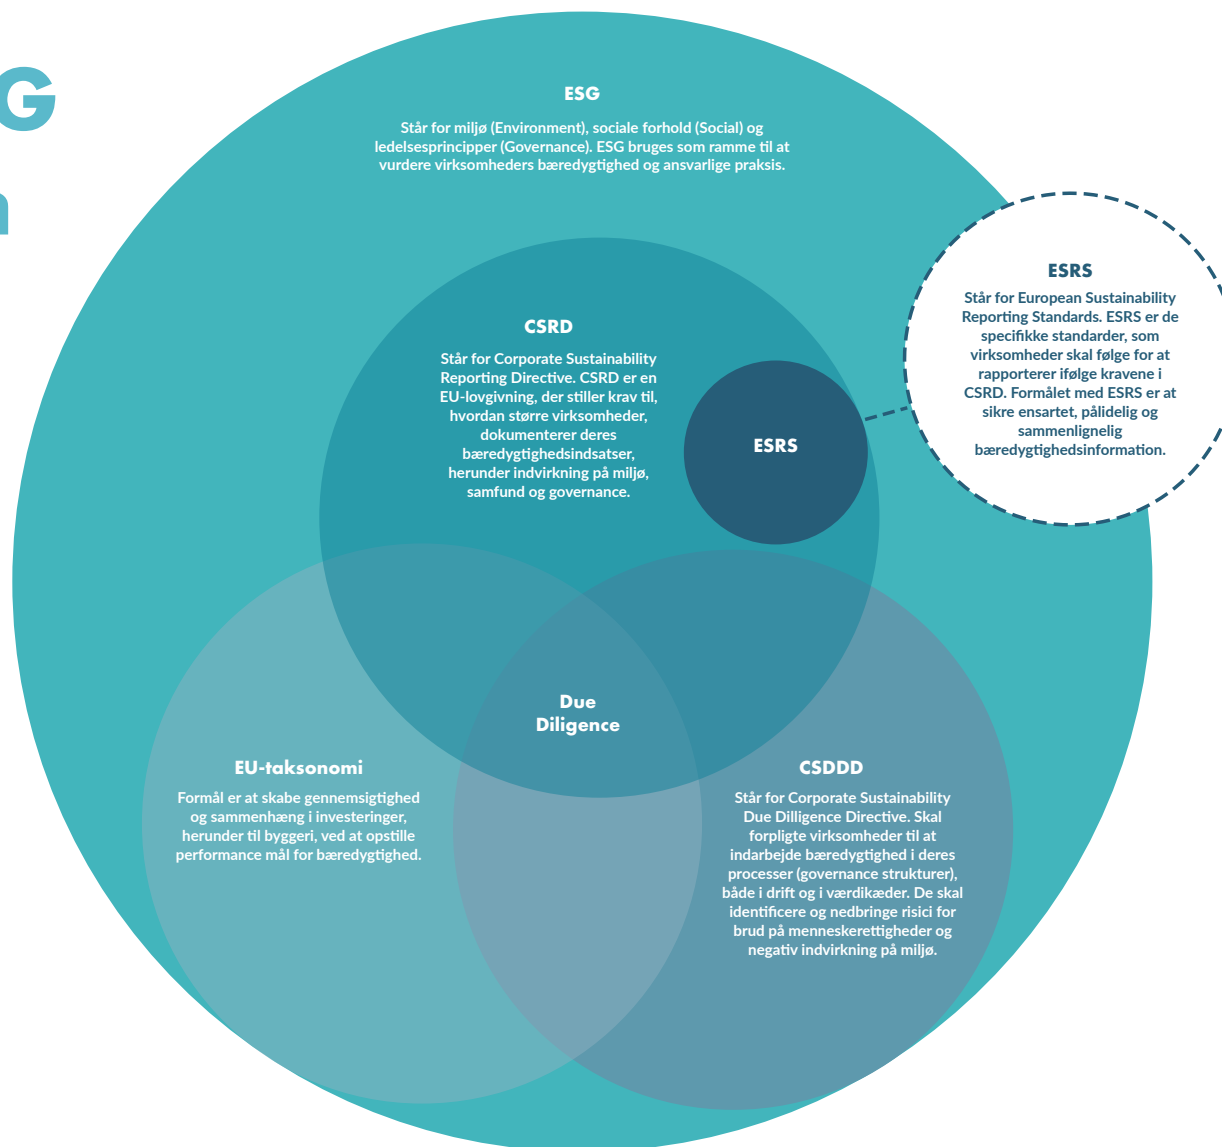 G
ESG
Står for miljø (Environment), sociale forhold (Social) og
ledelsesprincipper (Governance). ESG bruges som ramme til at
vurdere virksomheders bæredygtighed og ansvarlige praksis.
ESRS
Står for European Sustainability
Reporting Standards. ESRS er de
specifikke standarder, som
virksomheder skal følge for at
rapporterer ifølge kravene i
CSRD. Formålet med ESRS er at
sikre ensartet, pålidelig og
sammenlignelig
bæredygtighedsinformation.
CSRD
Står for Corporate Sustainability
Reporting Directive. CSRD er en
EU-lovgivning, der stiller krav til,
hvordan større virksomheder,
dokumenterer deres
bæredygtighedsindsatser,
herunder indvirkning på miljø,
samfund og governance.
ESRS
Due
Diligence
EU-taksonomi
Formål er at skabe gennemsigtighed
og sammenhæng i investeringer,
herunder til byggeri, ved at opstille
performance mål for bæredygtighed.
CSDDD
Står for Corporate Sustainability
Due Dilligence Directive. Skal
forpligte virksomheder til at
indarbejde bæredygtighed i deres
processer (governance strukturer),
både i drift og i værdikæder. De skal
identificere og nedbringe risici for
brud på menneskerettigheder og
negativ indvirkning på miljø.